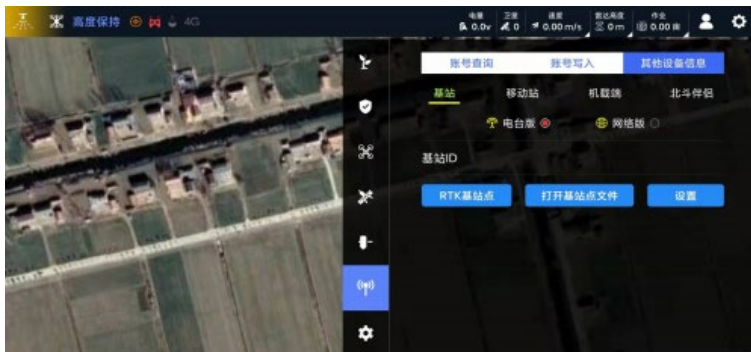 高度保持 4G
电量 0.0v
卫星 0
速度 0.00 m/s
雷达高度 0 m
作业 0.00 亩
账号查询 账号写入 其他设备信息
基站 移动站 机载端 北斗伴侣
电台版 网络版
基站ID
RTK基站点 打开基站点文件 设置